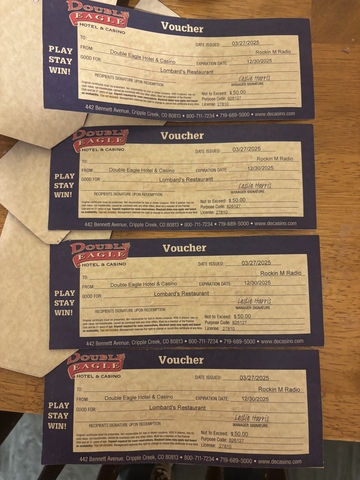 DOUBLE
EAGLE
HOTEL & CASINO
Voucher
DATE ISSUED: 03/27/2025
TO: Rockin M Radio
FROM: Double Eagle Hotel & Casino EXPIRATION DATE: 12/30/2025
GOOD FOR: Lombard's Restaurant
PLAY
STAY
WIN!
RECIPIENTS SIGNATURE UPON REDEMPTION
Leslie Harris
MANAGER SIGNATURE
Not to Exceed: $ 50.00
Purpose Code: 926127
License: 27810
442 Bennett Avenue, Cripple Creek, CO 80813 • 800-711-7234 • 719-689-5000 • www.decasino.com
DOUBLE
EAGLE
HOTEL & CASINO
Voucher
DATE ISSUED: 03/27/2025
TO: Rockin M Radio
FROM: Double Eagle Hotel & Casino EXPIRATION DATE: 12/30/2025
GOOD FOR: Lombard's Restaurant
PLAY
STAY
WIN!
RECIPIENTS SIGNATURE UPON REDEMPTION
Leslie Harris
MANAGER SIGNATURE
Not to Exceed: $ 50.00
Purpose Code: 926127
License: 27810
442 Bennett Avenue, Cripple Creek, CO 80813 • 800-711-7234 • 719-689-5000 • www.decasino.com
DOUBLE
EAGLE
HOTEL & CASINO
Voucher
DATE ISSUED: 03/27/2025
TO: Rockin M Radio
FROM: Double Eagle Hotel & Casino EXPIRATION DATE: 12/30/2025
GOOD FOR: Lombard's Restaurant
PLAY
STAY
WIN!
RECIPIENTS SIGNATURE UPON REDEMPTION
Leslie Harris
MANAGER SIGNATURE
Not to Exceed: $ 50.00
Purpose Code: 926127
License: 27810
442 Bennett Avenue, Cripple Creek, CO 80813 • 800-711-7234 • 719-689-5000 • www.decasino.com
DOUBLE
EAGLE
HOTEL & CASINO
Voucher
DATE ISSUED: 03/27/2025
TO: Rockin M Radio
FROM: Double Eagle Hotel & Casino EXPIRATION DATE: 12/30/2025
GOOD FOR: Lombard's Restaurant
PLAY
STAY
WIN!
RECIPIENTS SIGNATURE UPON REDEMPTION
Leslie Harris
MANAGER SIGNATURE
Not to Exceed: $ 50.00
Purpose Code: 926127
License: 27810
442 Bennett Avenue, Cripple Creek, CO 80813 • 800-711-7234 • 719-689-5000 • www.decasino.com